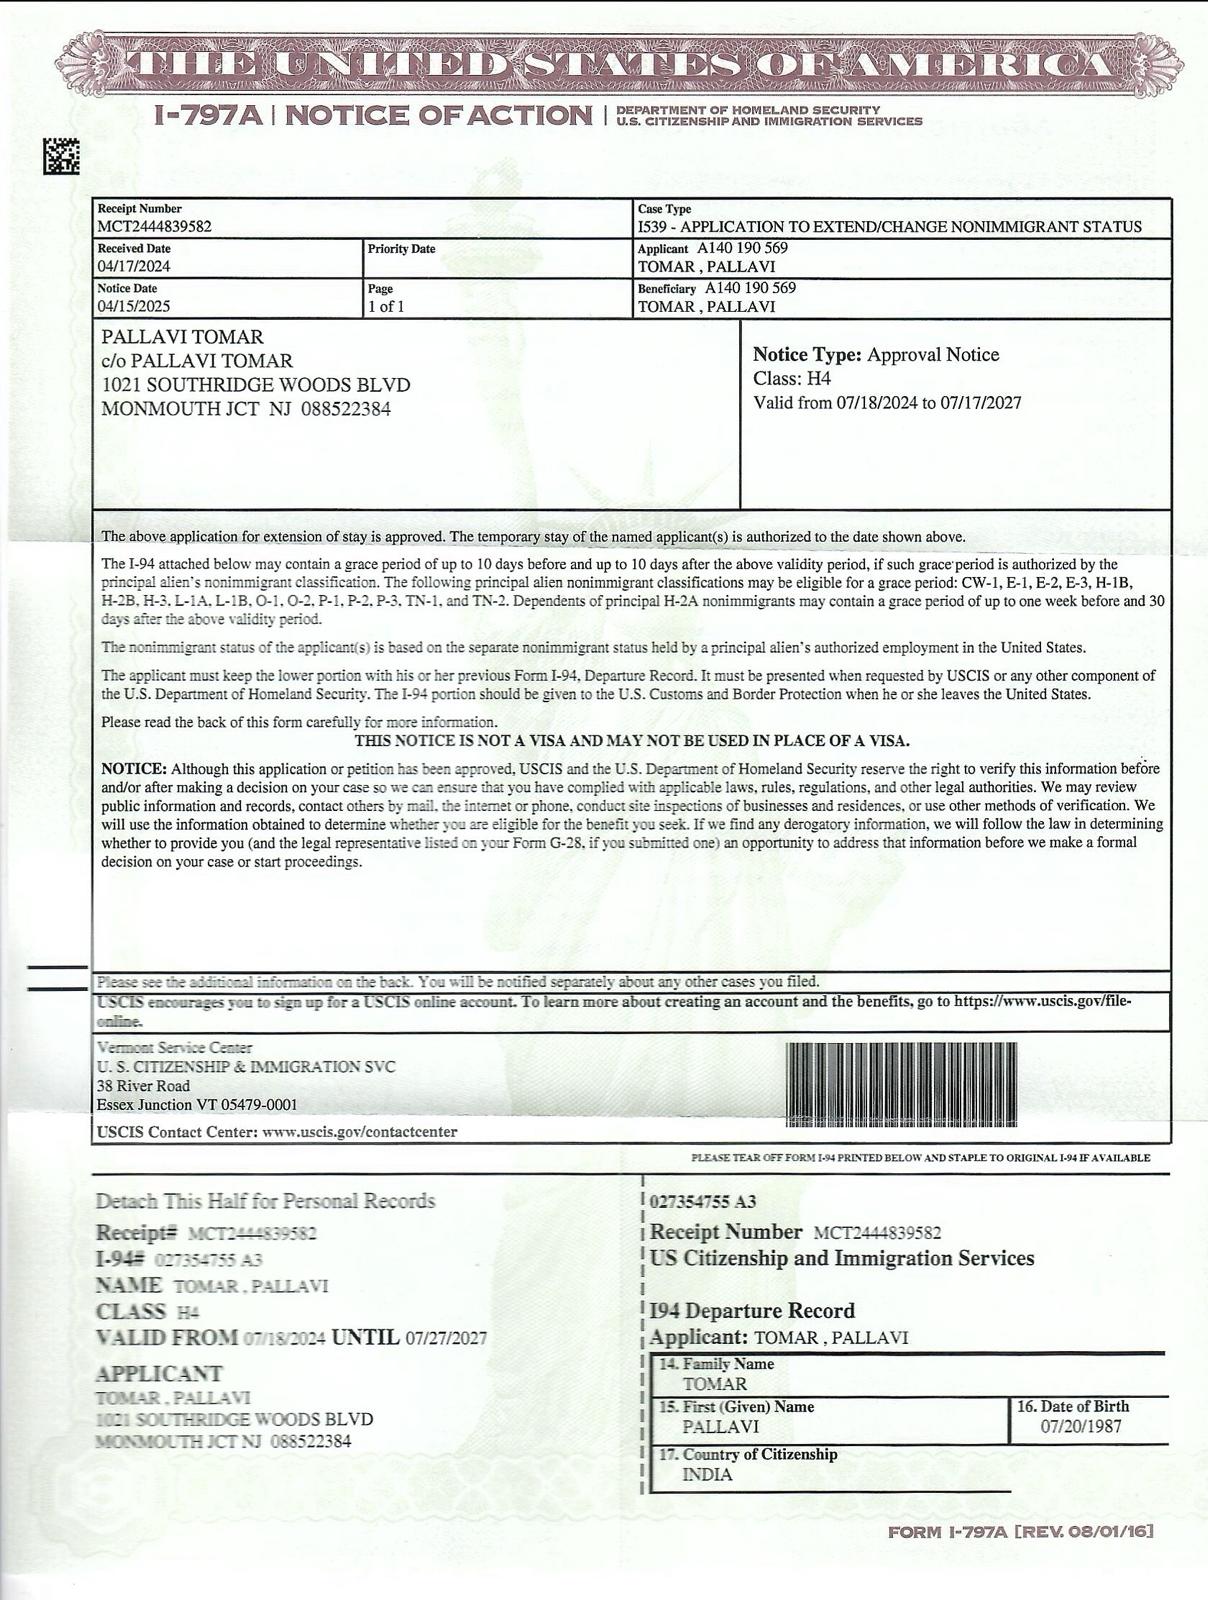 THE UNITED STATES OF AMERICA
I-797A | NOTICE OF ACTION | DEPARTMENT OF HOMELAND SECURITY
U.S. CITIZENSHIP AND IMMIGRATION SERVICES
Receipt Number
MCT2444839582
Case Type
I539 - APPLICATION TO EXTEND/CHANGE NONIMMIGRANT STATUS
Received Date
04/17/2024
Priority Date
Applicant A140 190 569
TOMAR , PALLAVI
Notice Date
04/15/2025
Page
1 of 1
Beneficiary A140 190 569
TOMAR , PALLAVI
PALLAVI TOMAR
c/o PALLAVI TOMAR
1021 SOUTHRIDGE WOODS BLVD
MONMOUTH JCT NJ 088522384
Notice Type: Approval Notice
Class: H4
Valid from 07/18/2024 to 07/17/2027
The above application for extension of stay is approved. The temporary stay of the named applicant(s) is authorized to the date shown above.
The I-94 attached below may contain a grace period of up to 10 days before and up to 10 days after the above validity period, if such grace period is authorized by the
principal alien's nonimmigrant classification. The following principal alien nonimmigrant classifications may be eligible for a grace period: CW-1, E-1, E-2, E-3, H-1B,
H-2B, H-3, L-1A, L-1B, O-1, O-2, P-1, P-2, P-3, TN-1, and TN-2. Dependents of principal H-2A nonimmigrants may contain a grace period of up to one week before and 30
days after the above validity period.
The nonimmigrant status of the applicant(s) is based on the separate nonimmigrant status held by a principal alien's authorized employment in the United States.
The applicant must keep the lower portion with his or her previous Form I-94, Departure Record. It must be presented when requested by USCIS or any other component of
the U.S. Department of Homeland Security. The I-94 portion should be given to the U.S. Customs and Border Protection when he or she leaves the United States.
Please read the back of this form carefully for more information.
THIS NOTICE IS NOT A VISA AND MAY NOT BE USED IN PLACE OF A VISA.
NOTICE: Although this application or petition has been approved, USCIS and the U.S. Department of Homeland Security reserve the right to verify this information before
and/or after making a decision on your case so we can ensure that you have complied with applicable laws, rules, regulations, and other legal authorities. We may review
public information and records, contact others by mail, the internet or phone, conduct site inspections of businesses and residences, or use other methods of verification. We
will use the information obtained to determine whether you are eligible for the benefit you seek. If we find any derogatory information, we will follow the law in determining
whether to provide you (and the legal representative listed on your Form G-28, if you submitted one) an opportunity to address that information before we make a formal
decision on your case or start proceedings.
Please see the additional information on the back. You will be notified separately about any other cases you filed.
USCIS encourages you to sign up for a USCIS online account. To learn more about creating an account and the benefits, go to https://www.uscis.gov/file-
online.
Vermont Service Center
U. S. CITIZENSHIP & IMMIGRATION SVC
38 River Road
Essex Junction VT 05479-0001
USCIS Contact Center: www.uscis.gov/contactcenter
PLEASE TEAR OFF FORM I-94 PRINTED BELOW AND STAPLE TO ORIGINAL I-94 IF AVAILABLE
Detach This Half for Personal Records
Receipt# MCT2444839582
I-94# 027354755 A3
NAME TOMAR , PALLAVI
CLASS H4
VALID FROM 07/18/2024 UNTIL 07/27/2027
APPLICANT
TOMAR , PALLAVI
1021 SOUTHRIDGE WOODS BLVD
MONMOUTH JCT NJ 088522384
027354755 A3
Receipt Number MCT2444839582
US Citizenship and Immigration Services
I94 Departure Record
Applicant: TOMAR , PALLAVI
14. Family Name
TOMAR
15. First (Given) Name
PALLAVI
16. Date of Birth
07/20/1987
17. Country of Citizenship
INDIA
FORM I-797A [REV. 08/01/16]